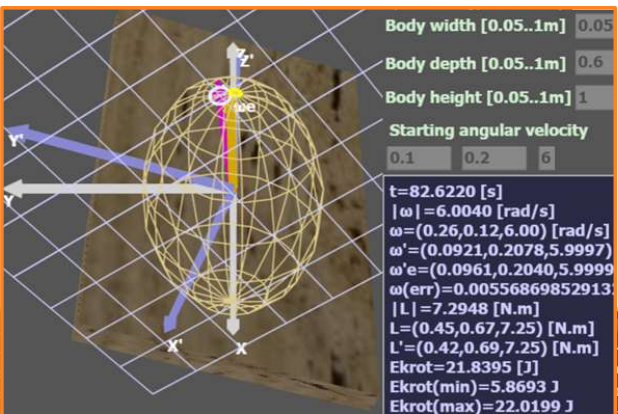 Body width [0.05..1m] 0.05
Body depth [0.05..1m] 0.6
Body height [0.05..1m] 1
Starting angular velocity
0.1 0.2 6
Z'
ωe
Y'
Y
X'
X
t=82.6220 [s]
|ω|=6.0040 [rad/s]
ω=(0.26,0.12,6.00) [rad/s]
ω'=(0.0921,0.2078,5.9997)
ω'e=(0.0961,0.2040,5.9999
ω(err)=0.00556869852913
|L|=7.2948 [N.m]
L=(0.45,0.67,7.25) [N.m]
L'=(0.42,0.69,7.25) [N.m]
Ekrot=21.8395 [J]
Ekrot(min)=5.8693 J
Ekrot(max)=22.0199 J